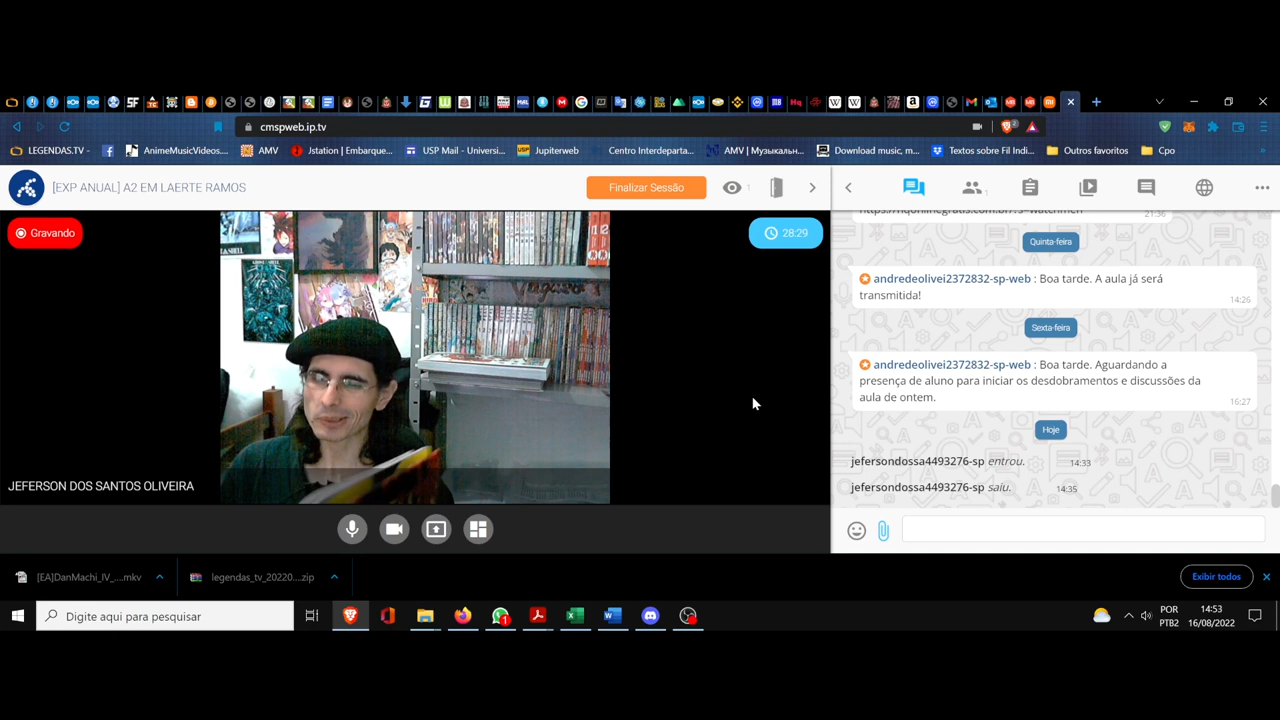 cmspweb.ip.tv
LEGENDAS.TV -
AnimeMusicVideos...
AMV
Jstation | Embarque...
USP Mail - Universi...
Jupiterweb
Centro Interdeparta...
AMV | Музыкальн...
Download music, m...
Textos sobre Fil Indi...
Outros favoritos
Cpo
[EXP ANUAL] A2 EM LAERTE RAMOS
Finalizar Sessão
1
Gravando
28:29
JEFERSON DOS SANTOS OLIVEIRA
1
21:36
Quinta-feira
andredeolivei2372832-sp-web : Boa tarde. A aula já será
transmitida!
14:26
Sexta-feira
andredeolivei2372832-sp-web : Boa tarde. Aguardando a
presença de aluno para iniciar os desdobramentos e discussões da
aula de ontem.
16:27
Hoje
jefersondossa4493276-sp entrou.
14:33
jefersondossa4493276-sp saiu.
14:35
[EA]DanMachi_IV_....mkv
legendas_tv_20220....zip
Exibir todos
Digite aqui para pesquisar
POR
PTB2
14:53
16/08/2022